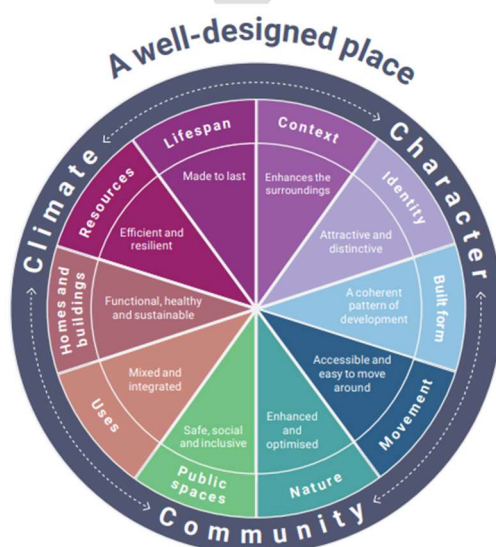 A well-designed place
Climate
Character
Community
Context
Enhances the
surroundings
Identity
Attractive and
distinctive
Built form
A coherent
pattern of
development
Movement
Accessible and
easy to move
around
Nature
Enhanced
and
optimised
Public
spaces
Safe, social
and inclusive
Uses
Mixed and
integrated
Homes and
buildings
Functional, healthy
and sustainable
Resources
Efficient and
resilient
Lifespan
Made to last